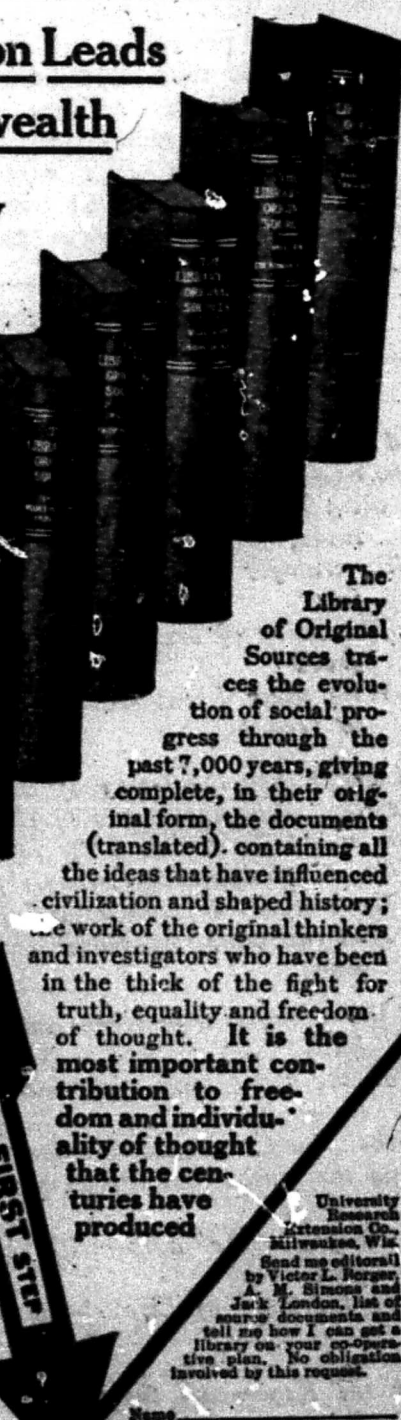 on Leads
wealth
The
Library
of Original
Sources tra-
ces the evolu-
tion of social pro-
gress through the
past 7,000 years, giving
complete, in their orig-
inal form, the documents
(translated). containing all
the ideas that have influenced
civilization and shaped history;
the work of the original thinkers
and investigators who have been
in the thick of the fight for
truth, equality and freedom
of thought. It is the
most important con-
tribution to free-
dom and individu-
ality of thought
that the cen-
turies have
produced
FIRST STEP
University
Research
Extension Co.,
Milwaukee, Wis.
Send me editorial
by Victor L. Berger,
A. M. Simons and
Jack London, list of
source documents and
tell me how I can get a
library on your co-opera-
tive plan. No obligation
involved by this request.
Name